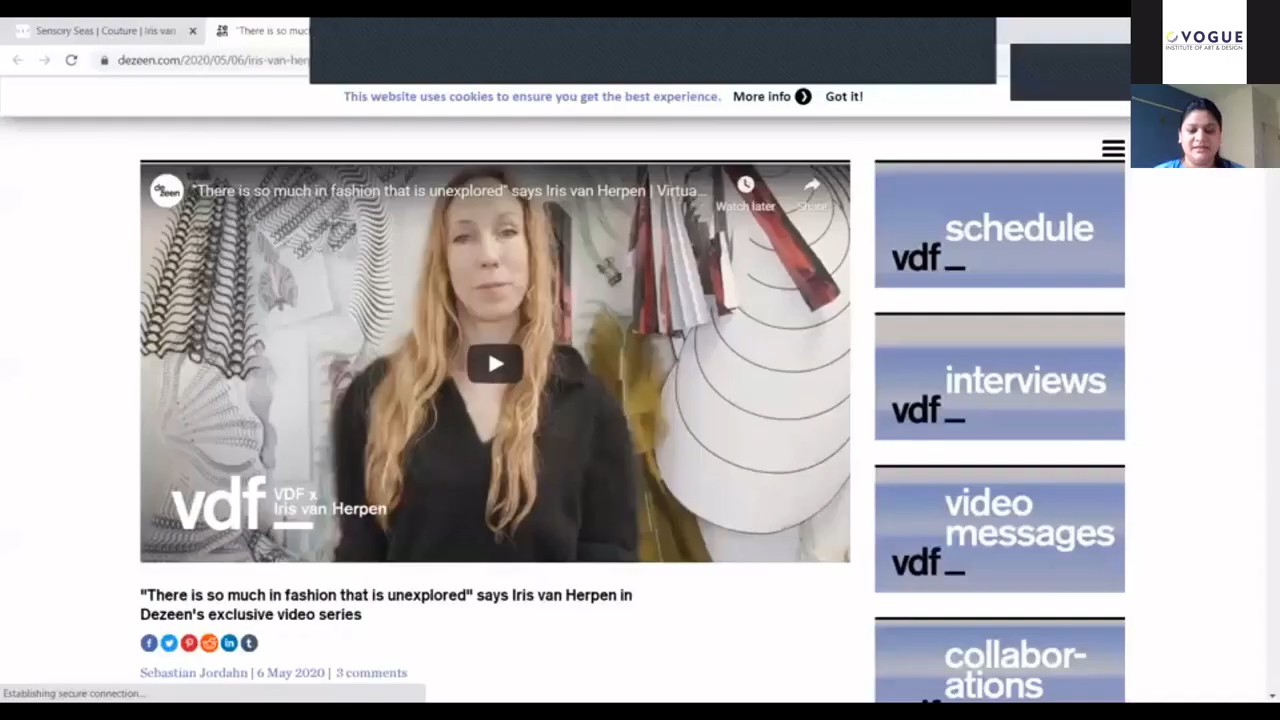 Sensory Seas | Couture | Iris van
"There is so muc
dezeen.com/2020/05/06/iris-van-her
VOGUE
INSTITUTE OF ART & DESIGN
This website uses cookies to ensure you get the best experience. More info Got it!
dezeen
"There is so much in fashion that is unexplored" says Iris van Herpen | Virtua...
Watch later
Share
vdf_
VDF x
Iris van Herpen
schedule
vdf_
interviews
vdf_
video
messages
vdf_
collabor-
ations
"There is so much in fashion that is unexplored" says Iris van Herpen in
Dezeen's exclusive video series
Sebastian Jordahn | 6 May 2020 | 3 comments
Establishing secure connection...